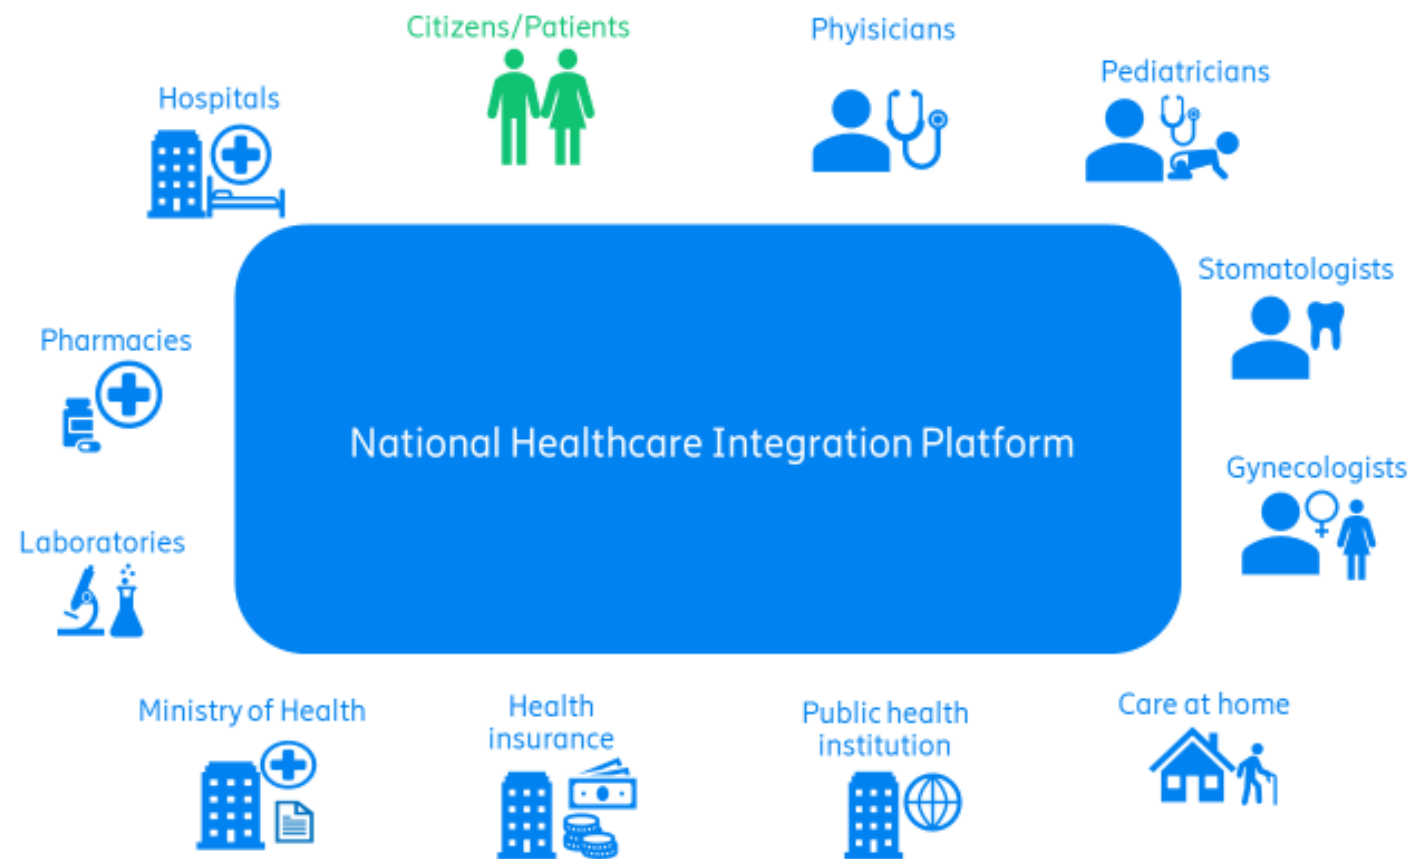 Citizens/Patients
Phyisicians
Pediatricians
Hospitals
Stomatologists
Pharmacies
National Healthcare Integration Platform
Gynecologists
Laboratories
Ministry of Health
Health
insurance
Public health
institution
Care at home